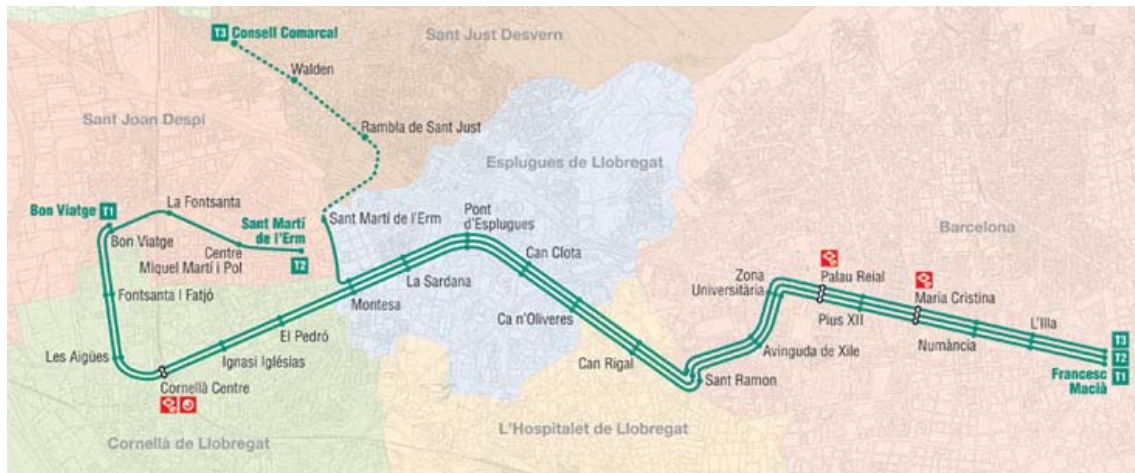 T3 Consell Comarcal
Sant Just Desvern
Walden
Sant Joan Despí
Rambla de Sant Just
Esplugues de Llobregat
La Fontsanta
Bon Viatge T1
Sant Martí
de l'Erm
T2
Sant Martí de l'Erm
Pont
d'Esplugues
Barcelona
Bon Viatge
Centre
Miquel Martí i Pol
Can Clota
La Sardana
Zona
Universitària
Palau Reial
Maria Cristina
Fontsanta I Fatjó
Montesa
Ca n'Oliveres
Pius XII
L'Illa
El Pedró
Numància
T3
T2
T1
Les Aigües
Ignasi Iglésias
Can Rigal
Avinguda de Xile
Francesc
Macià
Cornellà Centre
Sant Ramon
L'Hospitalet de Llobregat
Cornellà de Llobregat